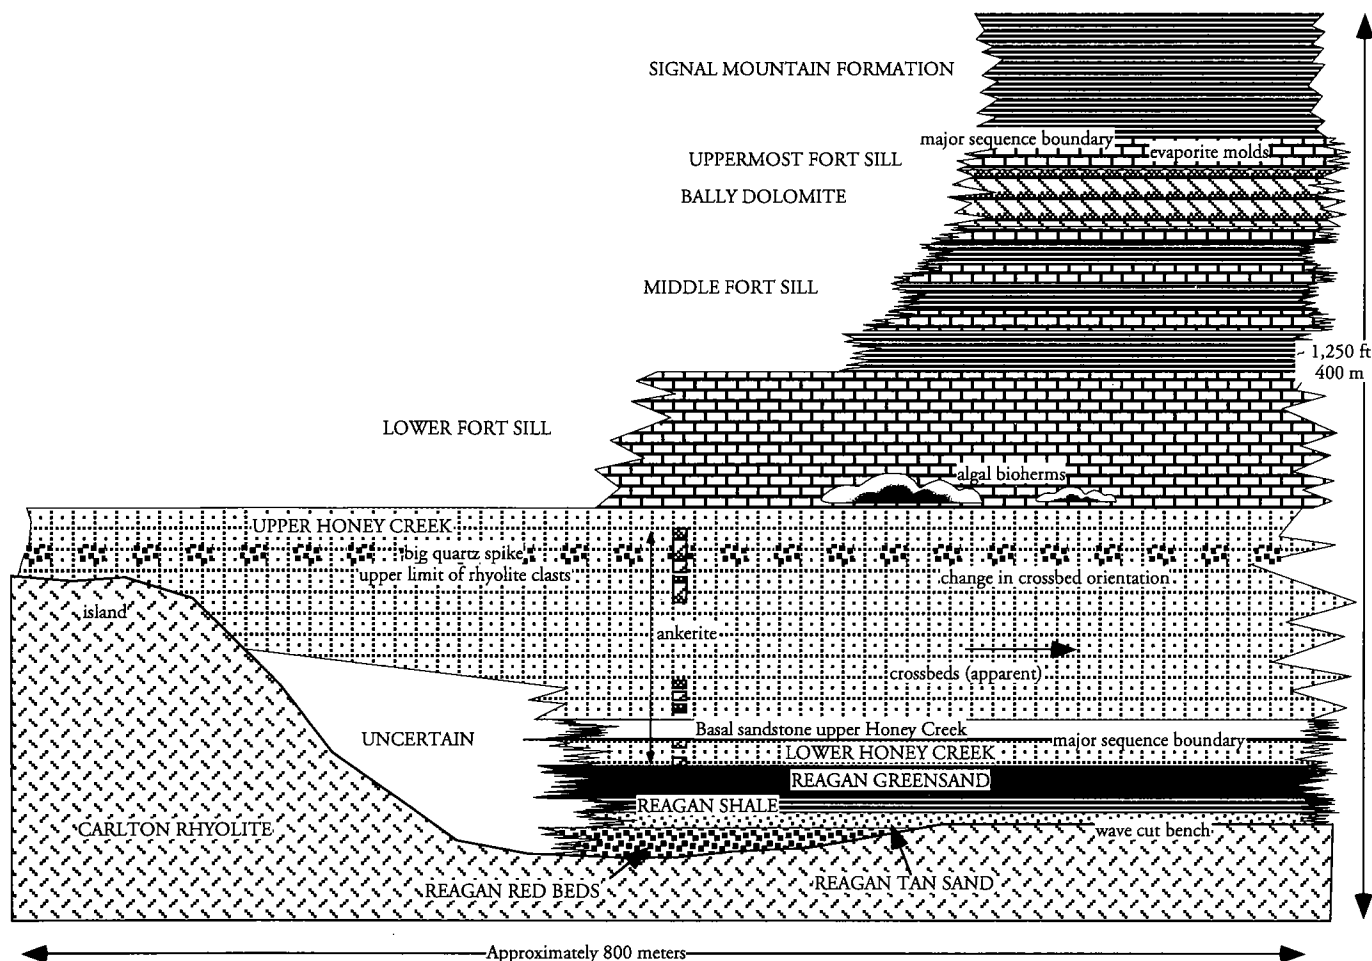 SIGNAL MOUNTAIN FORMATION
major sequence boundary
UPPERMOST FORT SILL
evaporite molds
BALLY DOLOMITE
MIDDLE FORT SILL
~ 1,250 ft
400 m
LOWER FORT SILL
algal bioherms
UPPER HONEY CREEK
big quartz spike
upper limit of rhyolite clasts
change in crossbed orientation
island
ankerite
crossbeds (apparent)
Basal sandstone upper Honey Creek
UNCERTAIN
major sequence boundary
LOWER HONEY CREEK
REAGAN GREENSAND
REAGAN SHALE
CARLTON RHYOLITE
wave cut bench
REAGAN RED BEDS
REAGAN TAN SAND
Approximately 800 meters